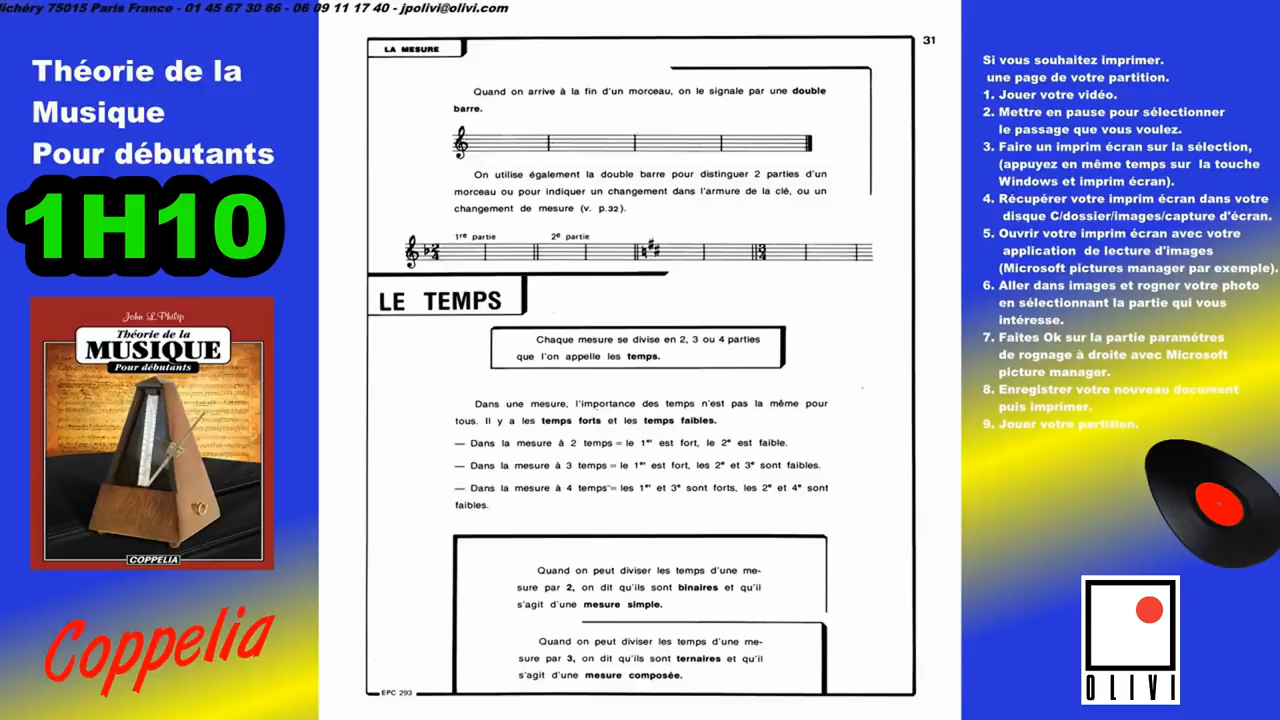 lichéry 75015 Paris France - 01 45 67 30 66 - 06 09 11 17 40 - jpolivi@olivi.com
Théorie de la
Musique
Pour débutants
1H10
John L. Philip
Théorie de la
MUSIQUE
Pour débutants
COPPELIA
Coppelia
31
LA MESURE
Quand on arrive à la fin d'un morceau, on le signale par une double
barre.
On utilise également la double barre pour distinguer 2 parties d'un
morceau ou pour indiquer un changement dans l'armure de la clé, ou un
changement de mesure (v. p.32).
1re partie 2e partie
LE TEMPS
Chaque mesure se divise en 2, 3 ou 4 parties
que l'on appelle les temps.
Dans une mesure, l'importance des temps n'est pas la même pour
tous. Il y a les temps forts et les temps faibles.
— Dans la mesure à 2 temps = le 1er est fort, le 2e est faible.
— Dans la mesure à 3 temps = le 1er est fort, les 2e et 3e sont faibles.
— Dans la mesure à 4 temps = les 1er et 3e sont forts, les 2e et 4e sont
faibles.
Quand on peut diviser les temps d'une me-
sure par 2, on dit qu'ils sont binaires et qu'il
s'agit d'une mesure simple.
Quand on peut diviser les temps d'une me-
sure par 3, on dit qu'ils sont ternaires et qu'il
s'agit d'une mesure composée.
EPC 293
Si vous souhaitez imprimer.
une page de votre partition.
1. Jouer votre vidéo.
2. Mettre en pause pour sélectionner
le passage que vous voulez.
3. Faire un imprim écran sur la sélection,
(appuyez en même temps sur la touche
Windows et imprim écran).
4. Récupérer votre imprim écran dans votre
disque C/dossier/images/capture d'écran.
5. Ouvrir votre imprim écran avec votre
application de lecture d'images
(Microsoft pictures manager par exemple).
6. Aller dans images et rogner votre photo
en sélectionnant la partie qui vous
intéresse.
7. Faites Ok sur la partie paramétres
de rognage à droite avec Microsoft
picture manager.
8. Enregistrer votre nouveau document
puis imprimer.
9. Jouer votre partition.
OLIVI